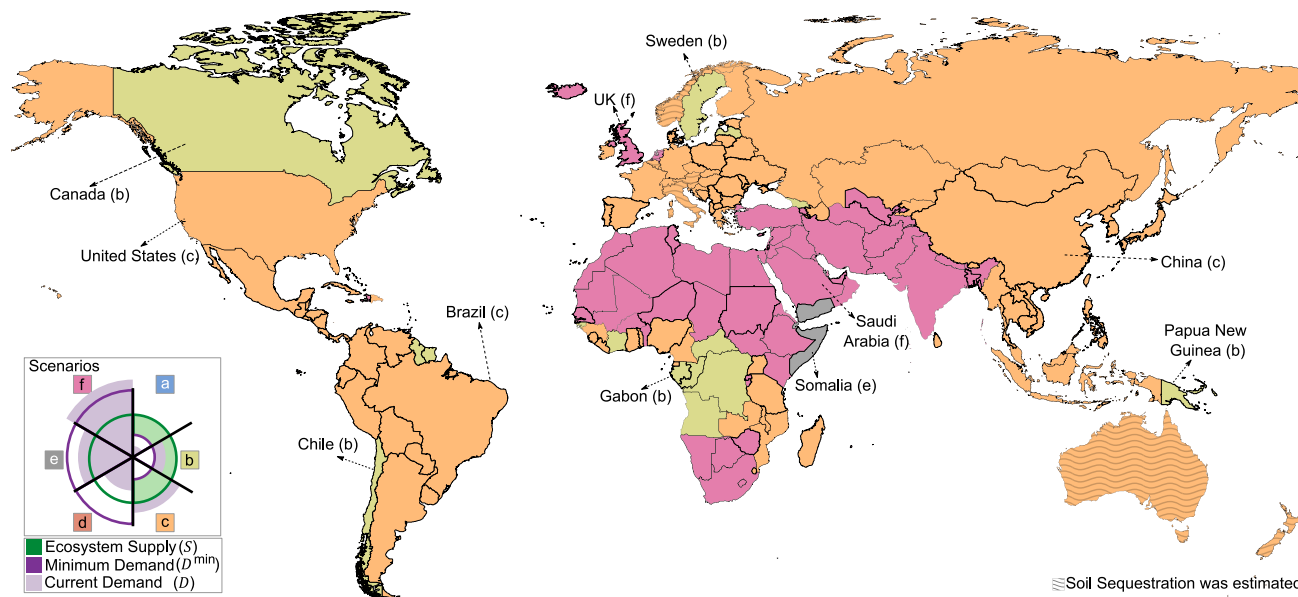 Sweden (b)
UK (f)
Canada (b)
United States (c)
China (c)
Brazil (c)
Saudi
Arabia (f)
Papua New
Guinea (b)
Somalia (e)
Gabon (b)
Chile (b)
Scenarios
f
a
e
b
d
c
Ecosystem Supply (S)
Minimum Demand (D^min)
Current Demand (D)
Soil Sequestration was estimated